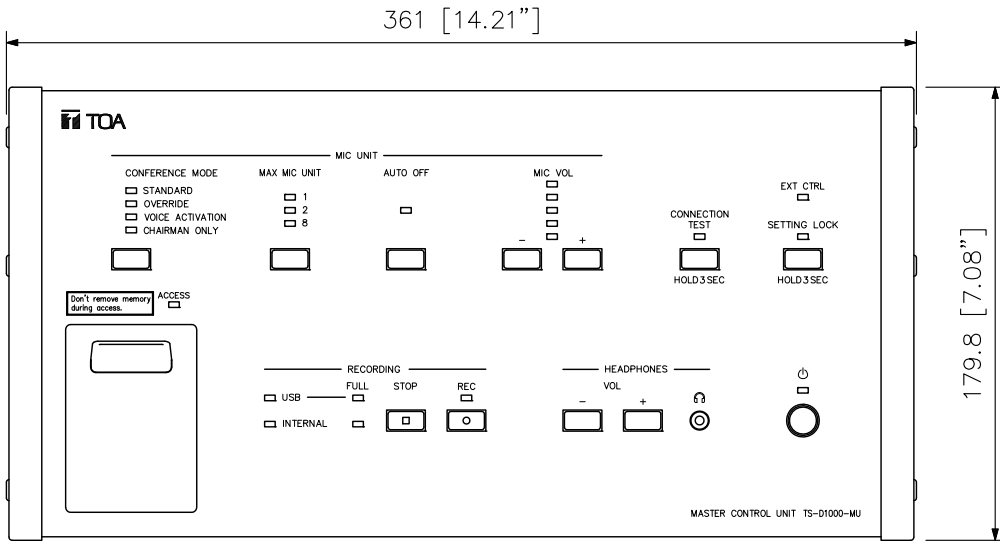 361 [14.21”]
TOA
MIC UNIT
CONFERENCE MODE
STANDARD
OVERRIDE
VOICE ACTIVATION
CHAIRMAN ONLY
MAX MIC UNIT
1
2
8
AUTO OFF
MIC VOL
− +
CONNECTION
TEST
HOLD3SEC
EXT CTRL
SETTING LOCK
HOLD3SEC
179.8 [7.08”]
Don't remove memory
during access.
ACCESS
RECORDING
FULL STOP REC
USB
INTERNAL
HEADPHONES
VOL
− +
MASTER CONTROL UNIT TS-D1000-MU